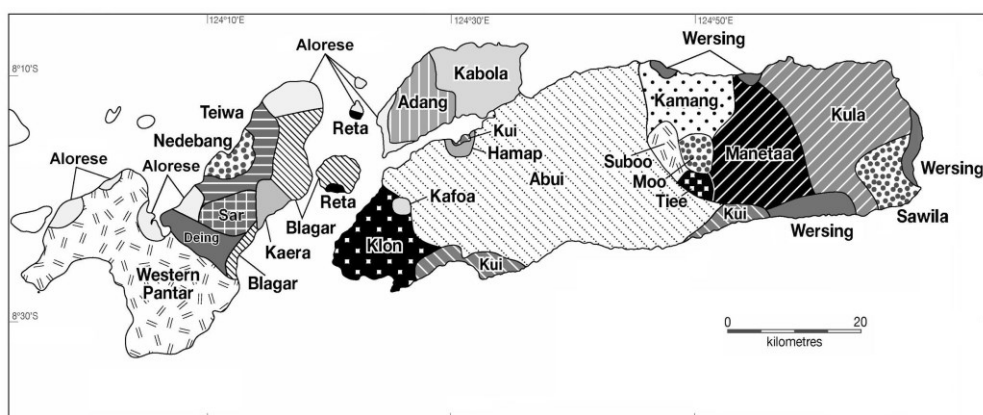 124°10'E
124°30'E
124°50'E
8°10'S
8°30'S
Alorese
Wersing
Kabola
Adang
Teiwa
Reta
Kui
Hamap
Kamang
Kula
Nedebang
Alorese
Alorese
Suboo
Moo
Tiee
Manetaa
Abui
Wersing
Sawila
Reta
Blagar
Kafoa
Sar
Deing
Kaera
Klon
Kui
Wersing
Blagar
Kui
Western
Pantar
0 20
kilometres